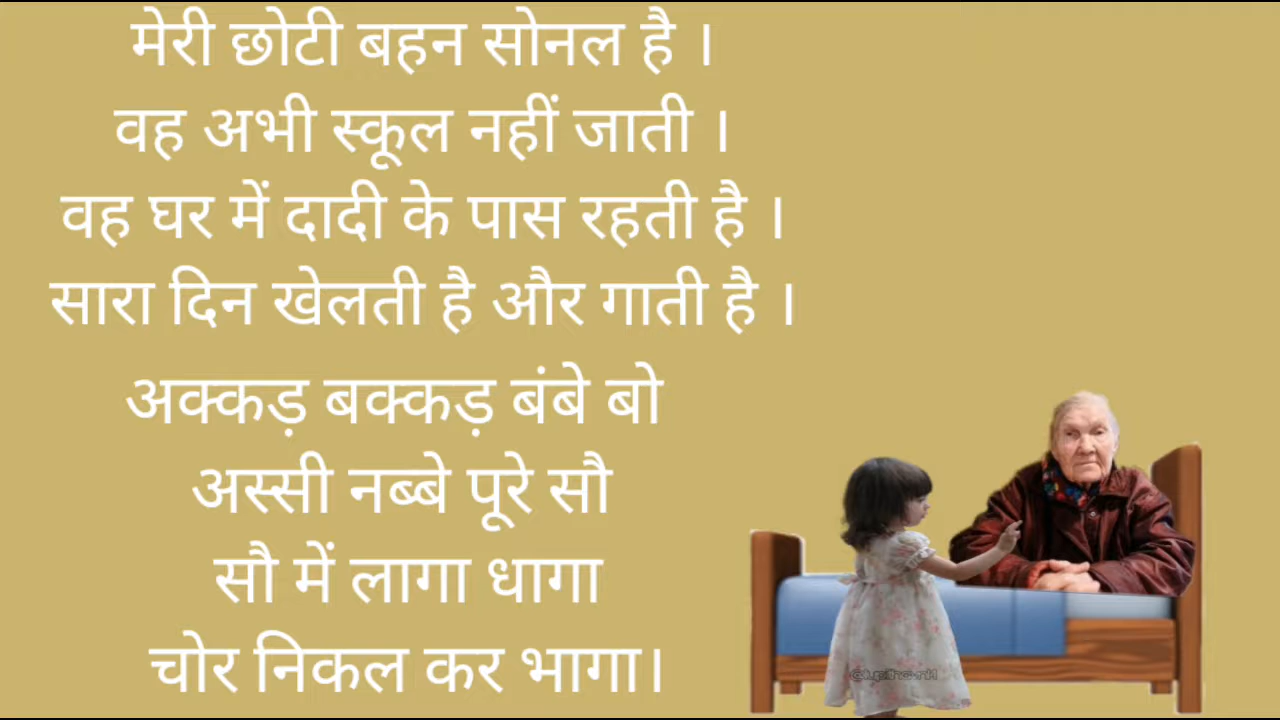 मेरी छोटी बहन सोनल है ।
वह अभी स्कूल नहीं जाती ।
वह घर में दादी के पास रहती है ।
सारा दिन खेलती है और गाती है ।
अक्कड़ बक्कड़ बंबे बो
अस्सी नब्बे पूरे सौ
सौ में लागा धागा
चोर निकल कर भागा।